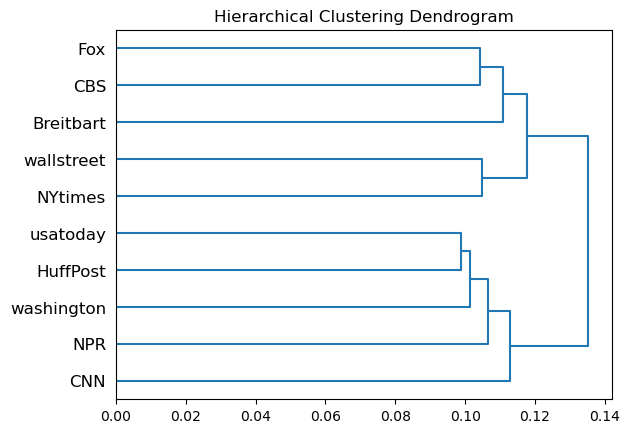 Hierarchical Clustering Dendrogram
Fox
CBS
Breitbart
wallstreet
NYtimes
usatoday
HuffPost
washington
NPR
CNN
0.00 0.02 0.04 0.06 0.08 0.10 0.12 0.14